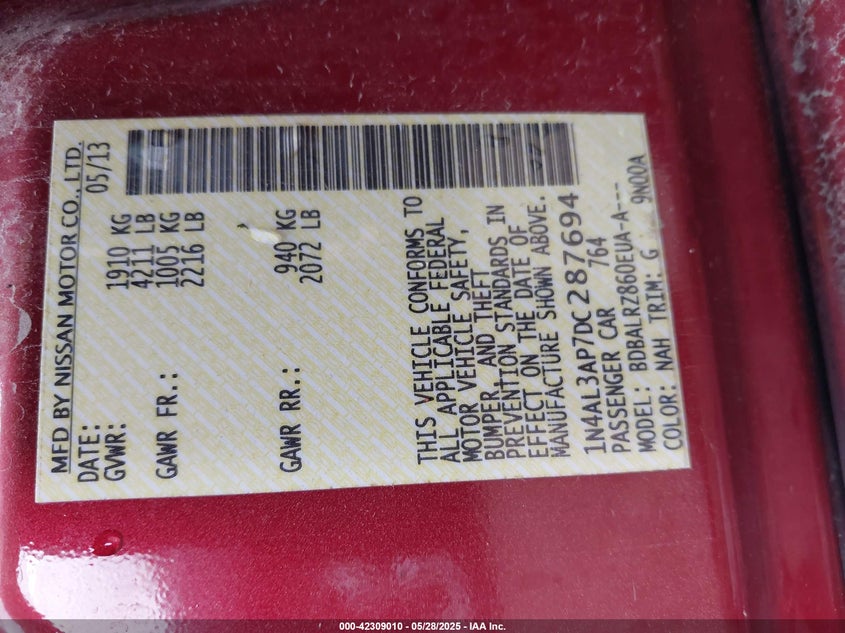 MFD BY NISSAN MOTOR CO., LTD.
DATE: 05/13
GVWR: 1910 KG
4211 LB
GAWR FR.: 1005 KG
2216 LB
GAWR RR.: 940 KG
2072 LB
THIS VEHICLE CONFORMS TO
ALL APPLICABLE FEDERAL
MOTOR VEHICLE SAFETY,
BUMPER AND THEFT
PREVENTION STANDARDS IN
EFFECT ON THE DATE OF
MANUFACTURE SHOWN ABOVE.
1N4AL3AP7DC287694
PASSENGER CAR 764
MODEL: BDBALRZ860EUA-A---
COLOR: NAH TRIM: G 9N00A
000-42309010 - 05/28/2025 - IAA Inc.